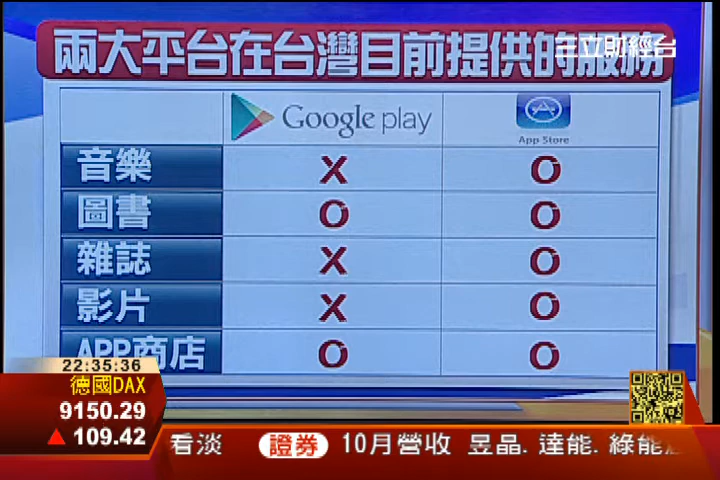 兩大平台在台灣目前提供的服務
三立財經台
Google play
App Store
音樂 X O
圖書 O O
雜誌 X O
影片 X O
APP商店 O O
22:35:36
德國DAX
9150.29
▲ 109.42
看淡 證券 10月營收 昱晶. 達能. 綠能